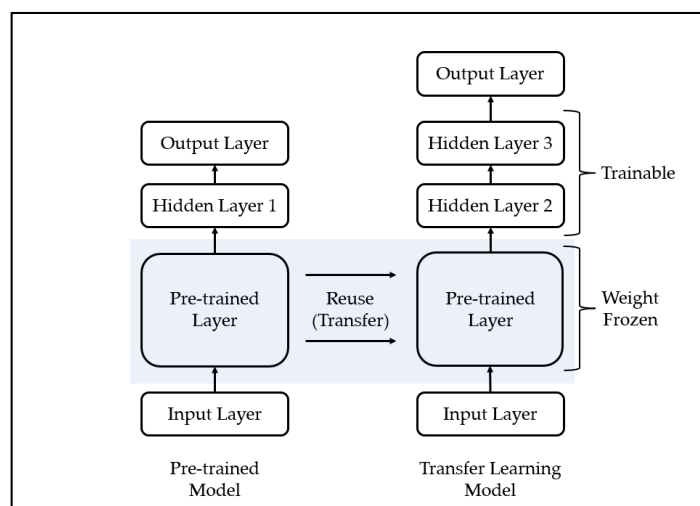 Output Layer
Output Layer
Hidden Layer 3
Trainable
Hidden Layer 1
Hidden Layer 2
Pre-trained
Layer
Reuse
(Transfer)
Pre-trained
Layer
Weight
Frozen
Input Layer
Input Layer
Pre-trained
Model
Transfer Learning
Model